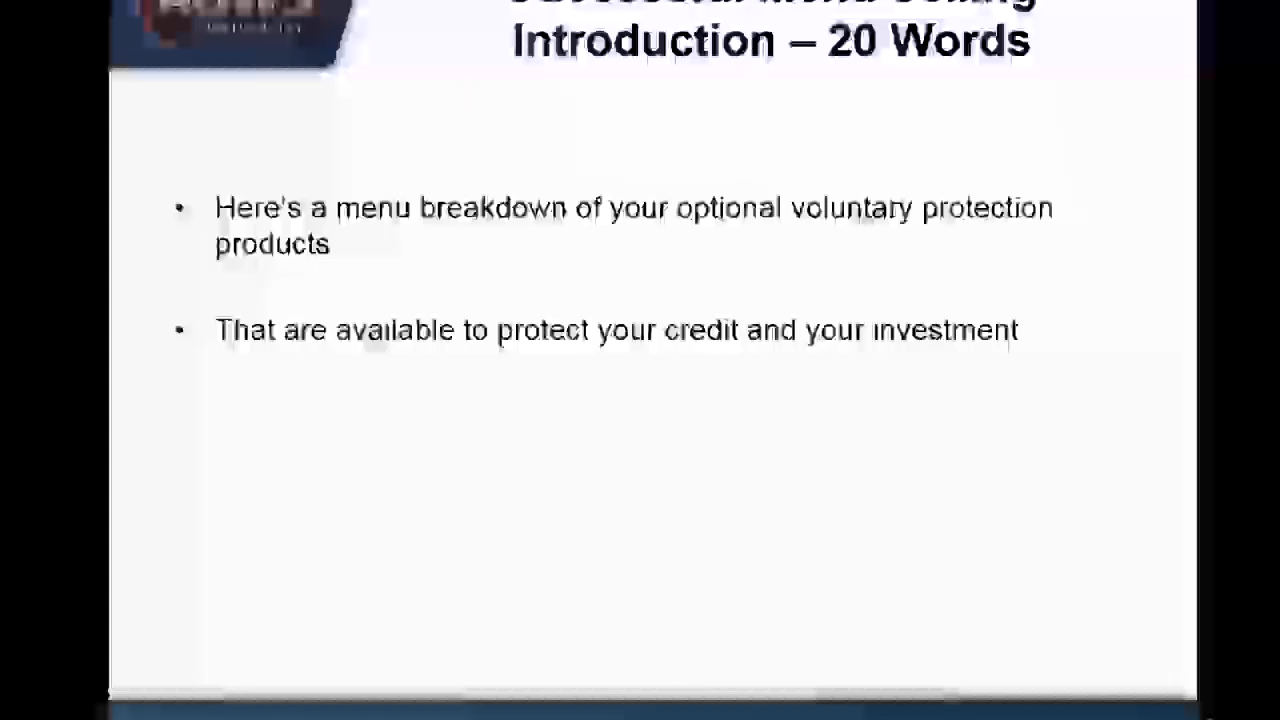 Introduction – 20 Words
• Here's a menu breakdown of your optional voluntary protection
products
• That are available to protect your credit and your investment